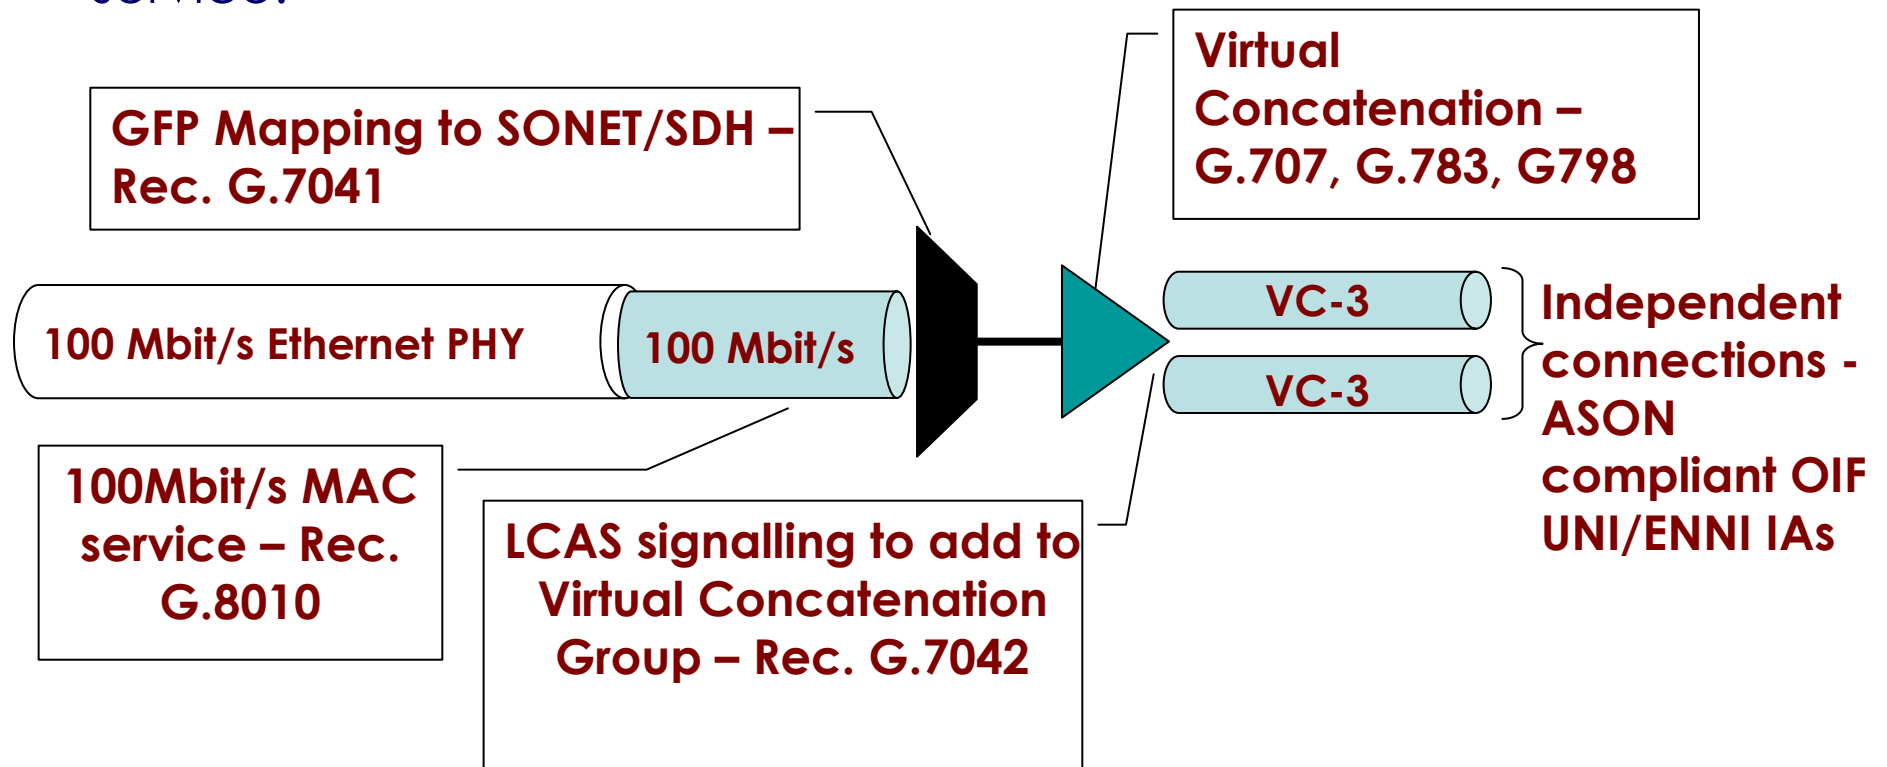 service.
Virtual
Concatenation –
G.707, G.783, G798
GFP Mapping to SONET/SDH –
Rec. G.7041
100 Mbit/s Ethernet PHY
100 Mbit/s
VC-3
VC-3
Independent
connections -
ASON
compliant OIF
UNI/ENNI IAs
100Mbit/s MAC
service – Rec.
G.8010
LCAS signalling to add to
Virtual Concatenation
Group – Rec. G.7042